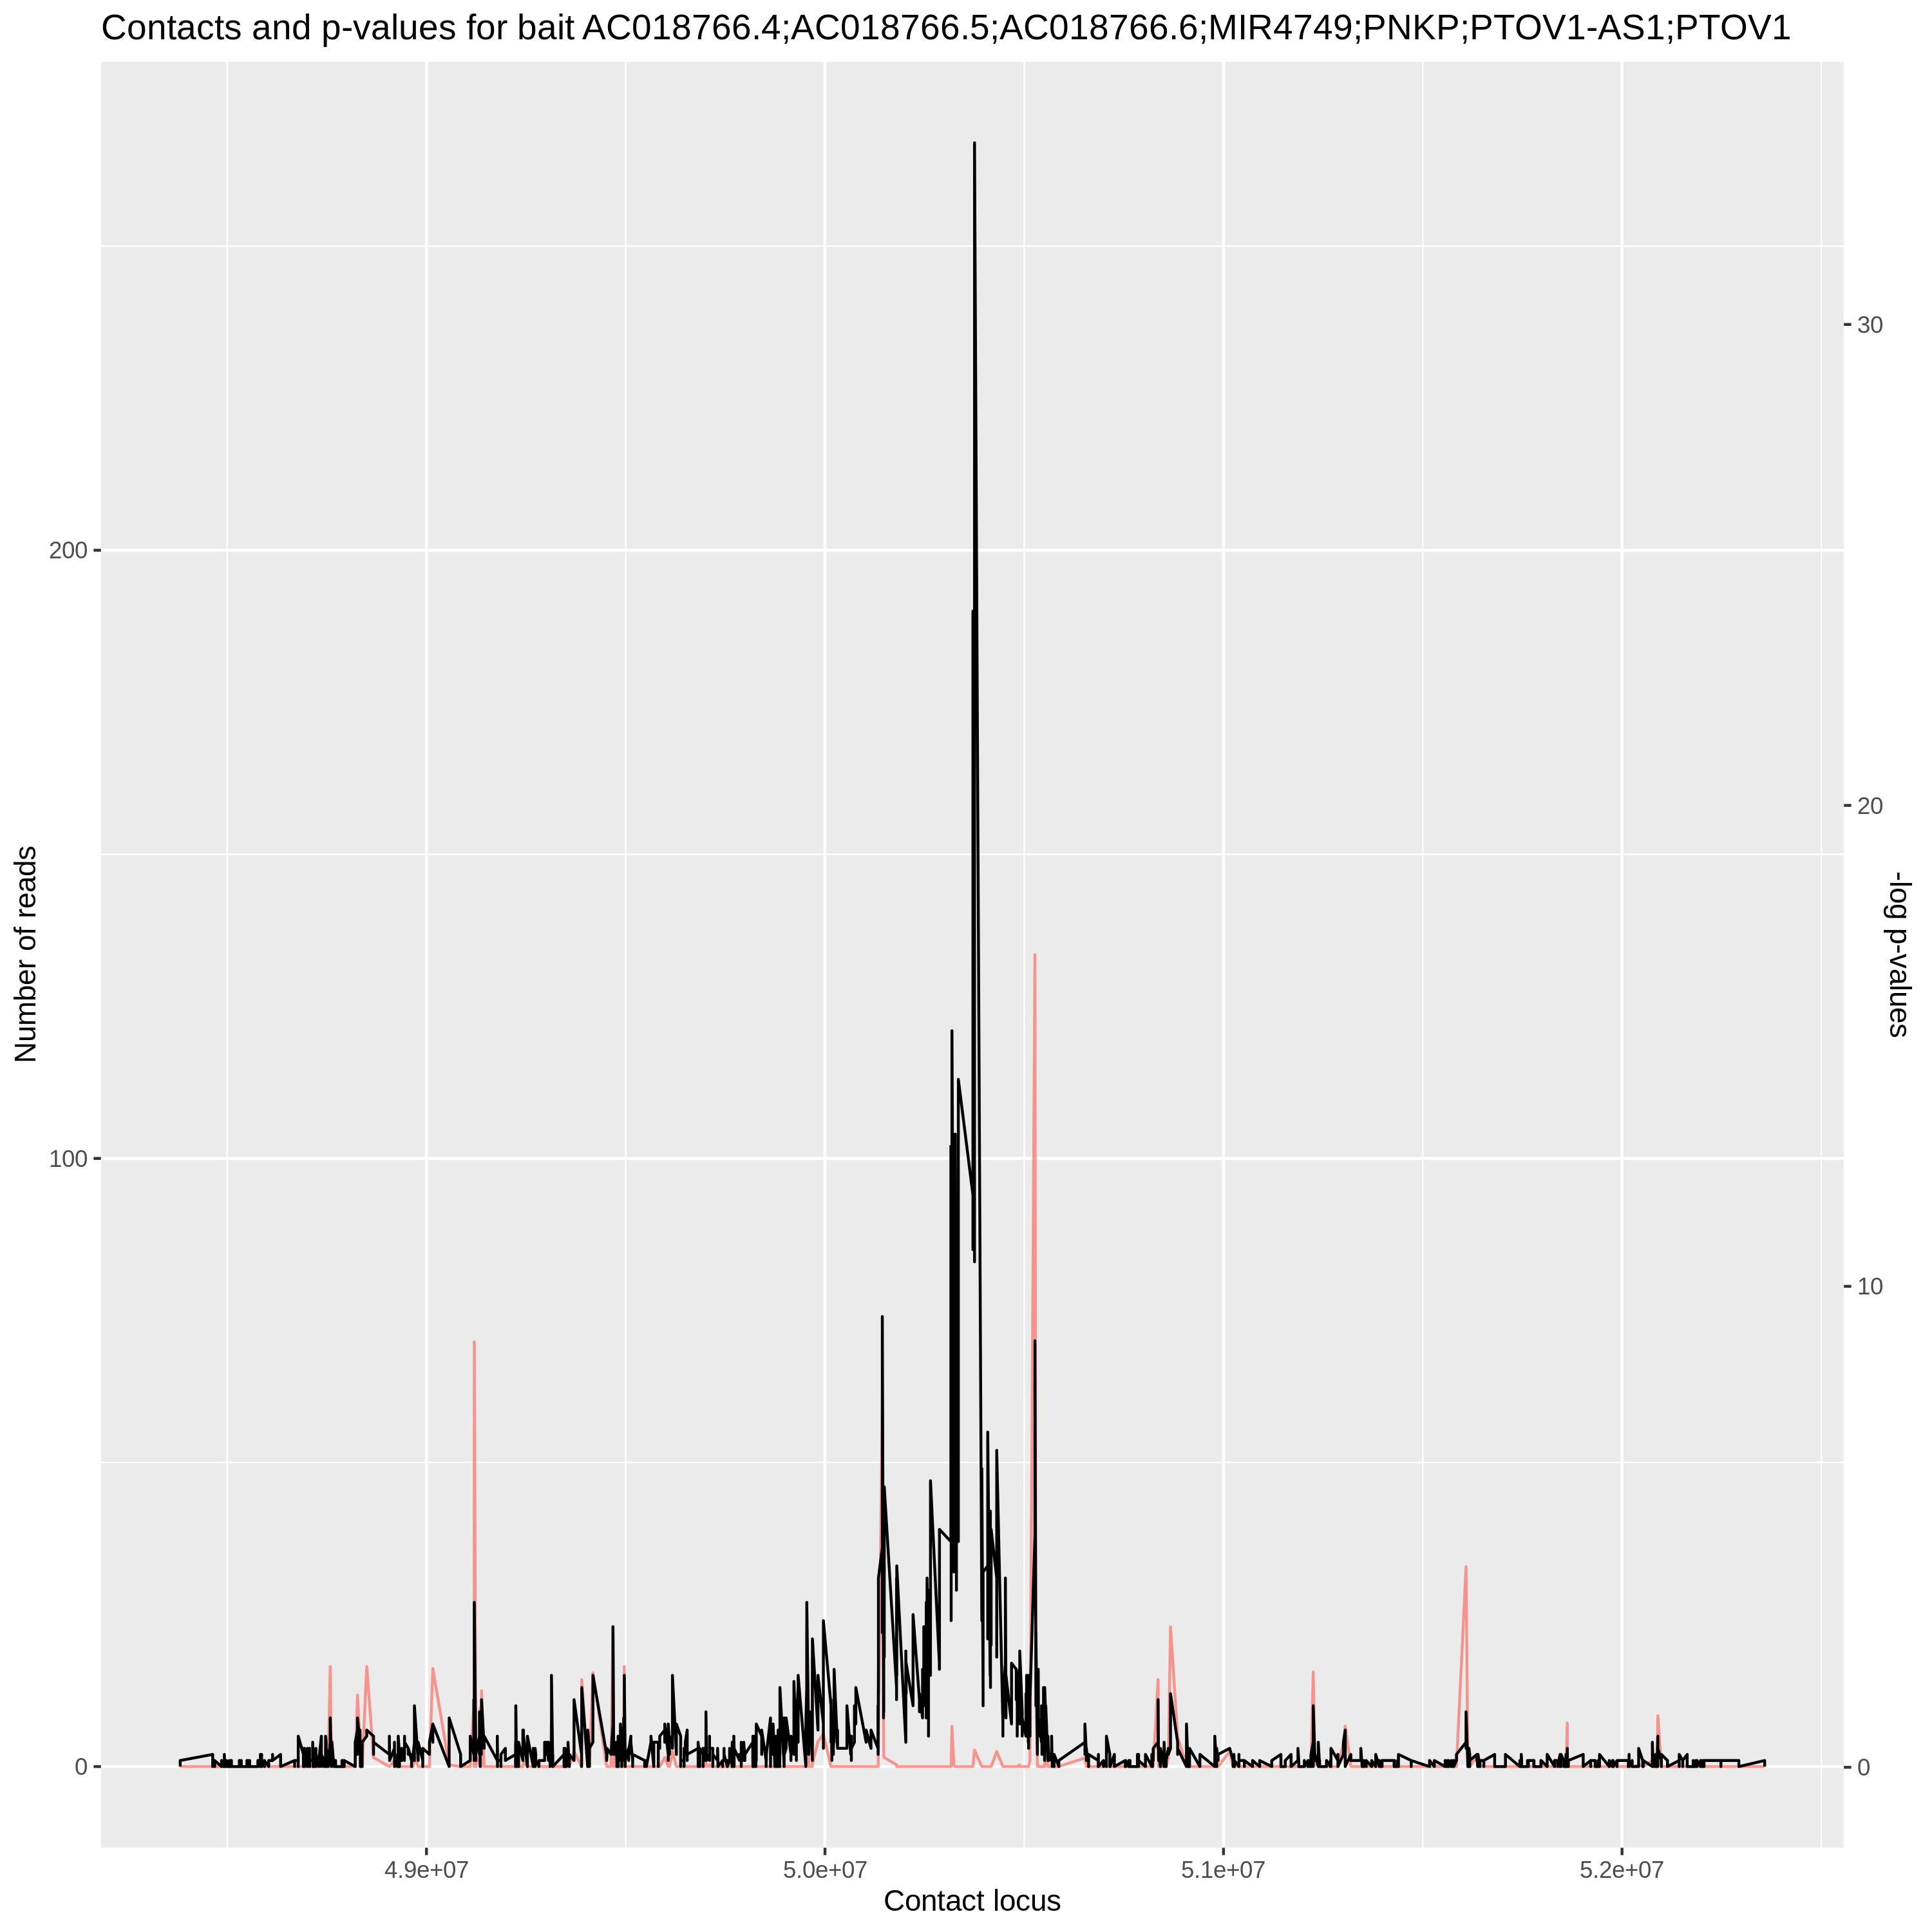 Contacts and p-values for bait AC018766.4;AC018766.5;AC018766.6;MIR4749;PNKP;PTOV1-AS1;PTOV1
30
200
20
Number of reads
-log p-values
100
10
0
0
4.9e+07
5.0e+07
5.1e+07
5.2e+07
Contact locus